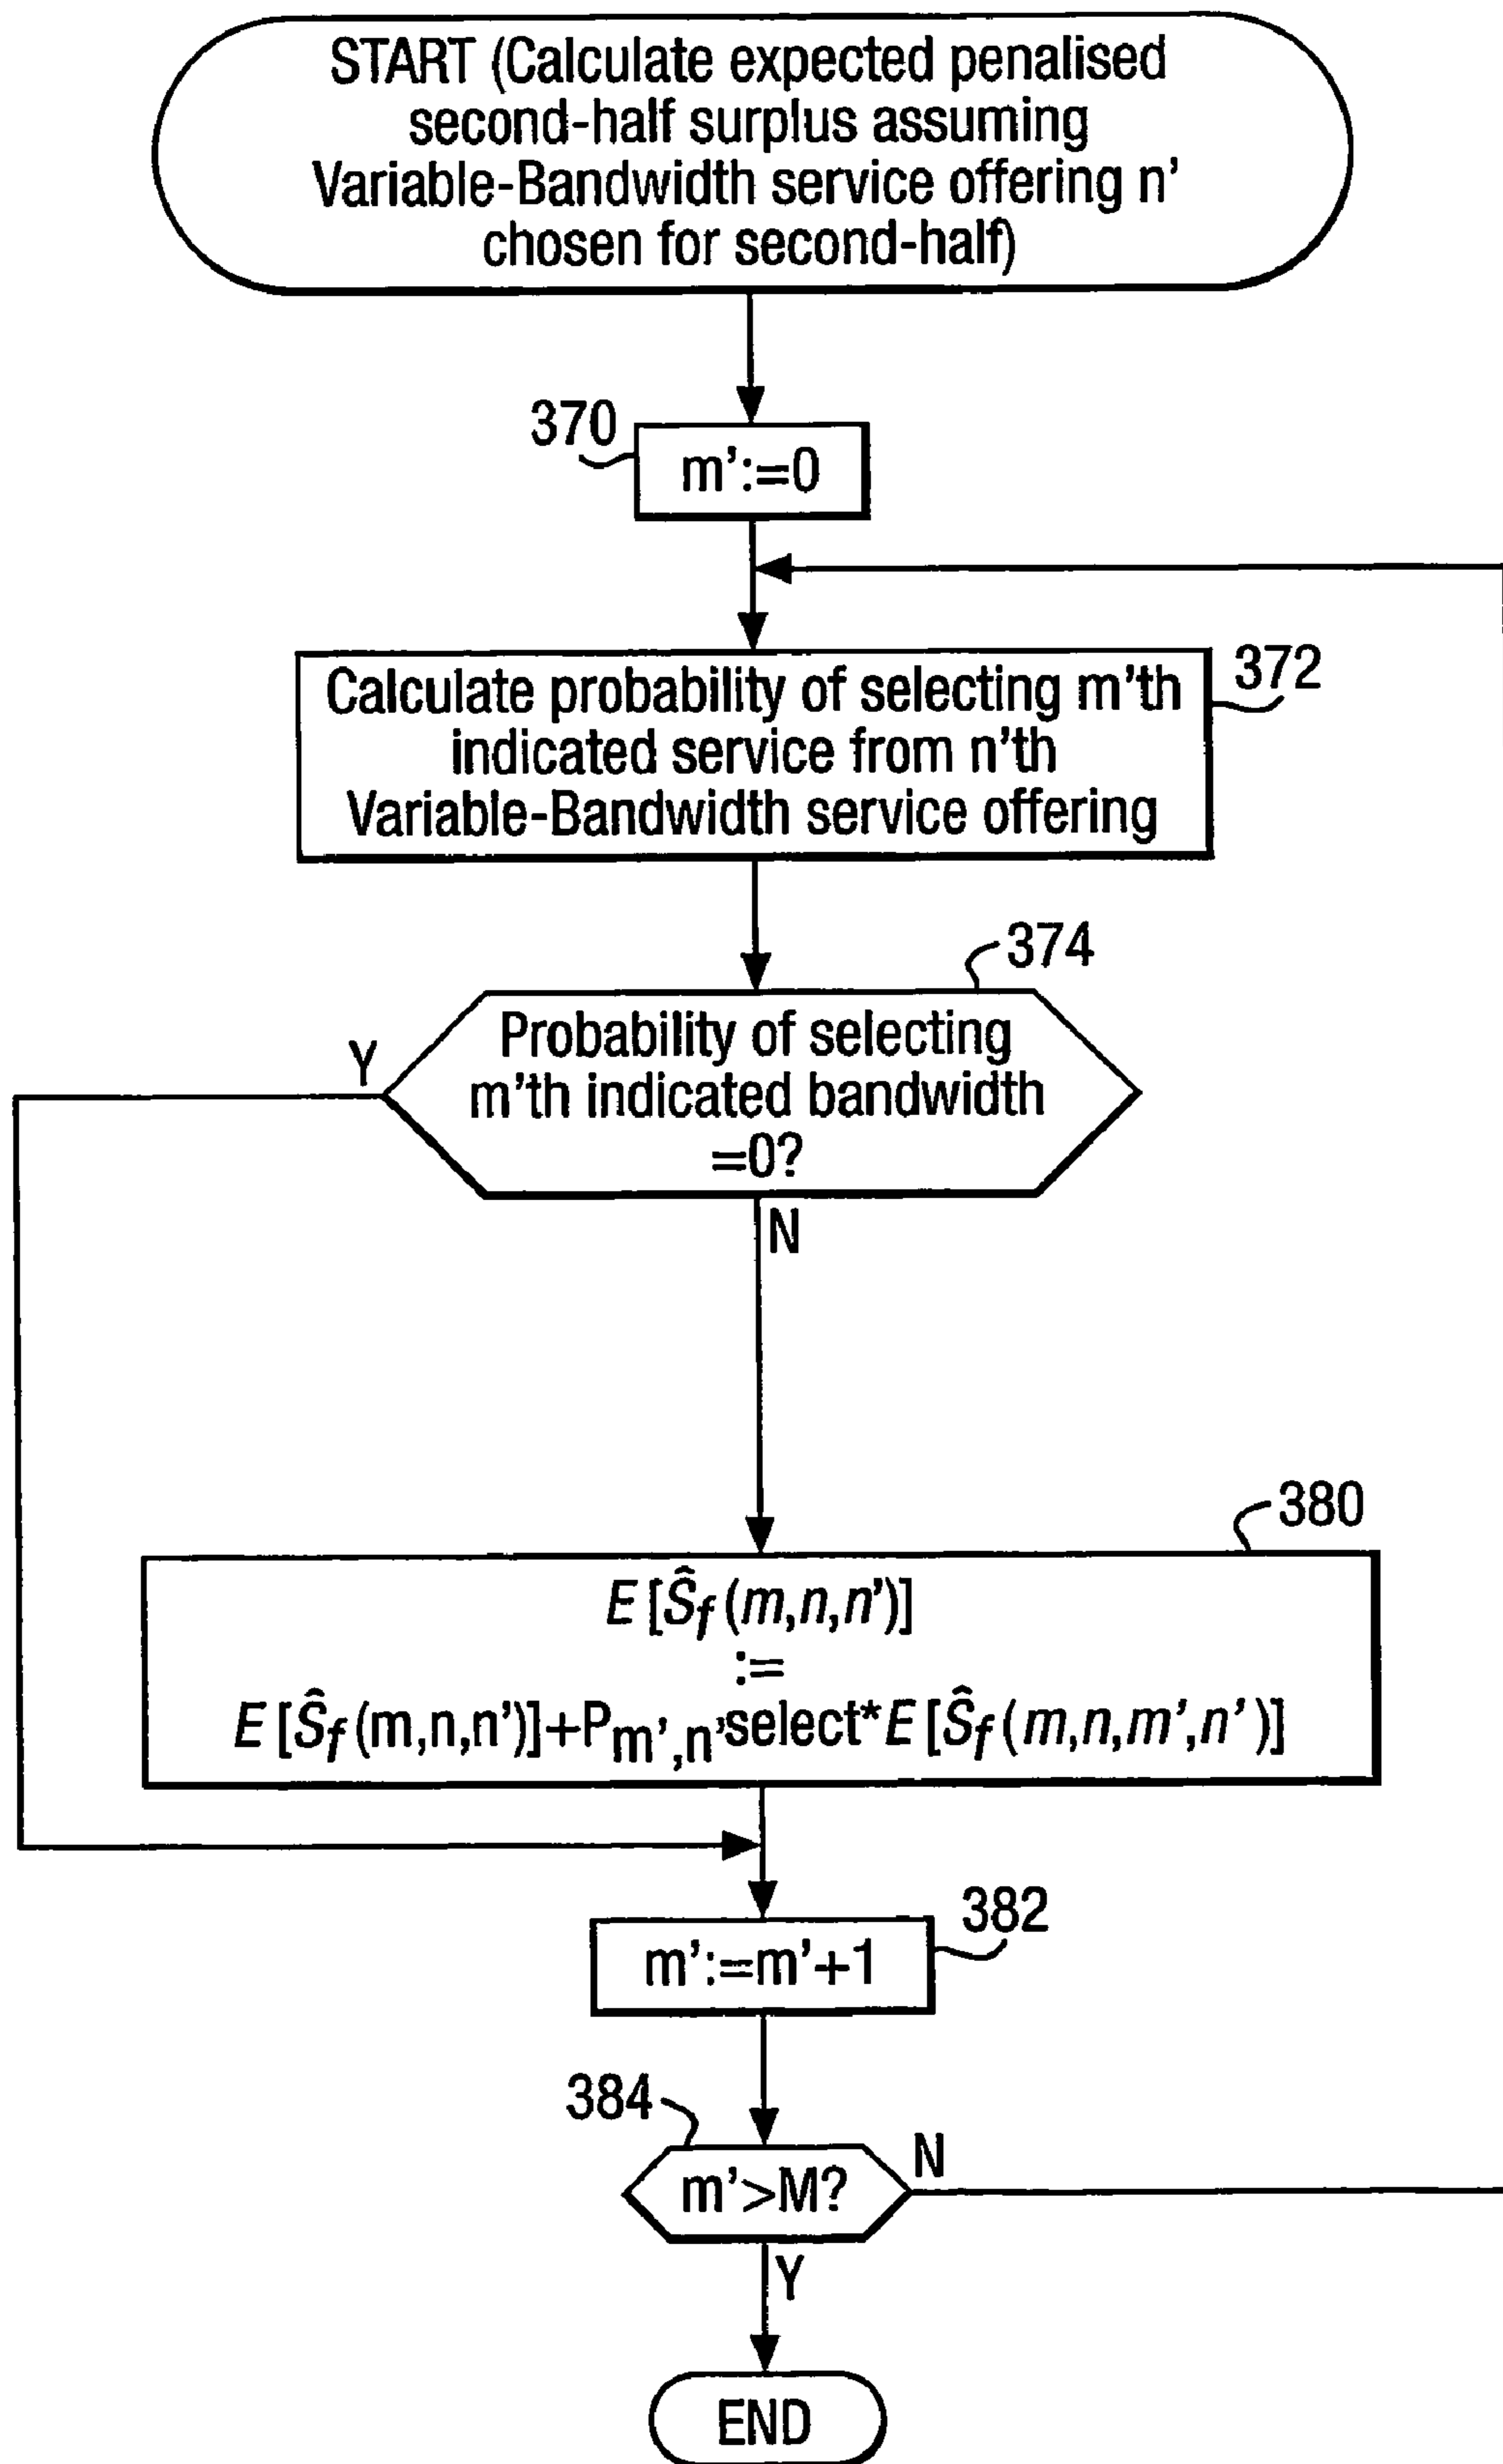 START (Calculate expected penalised
second-half surplus assuming
Variable-Bandwidth service offering n'
chosen for second-half)
370
m':=0
Calculate probability of selecting m'th
indicated service from n'th
Variable-Bandwidth service offering
372
374
Probability of selecting
m'th indicated bandwidth
=0?
Y
N
380
E[Ŝf(m,n,n')]
:=
E[Ŝf(m,n,n')]+Pm',n'select*E[Ŝf(m,n,m',n')]
382
m':=m'+1
384
m'>M?
N
Y
END